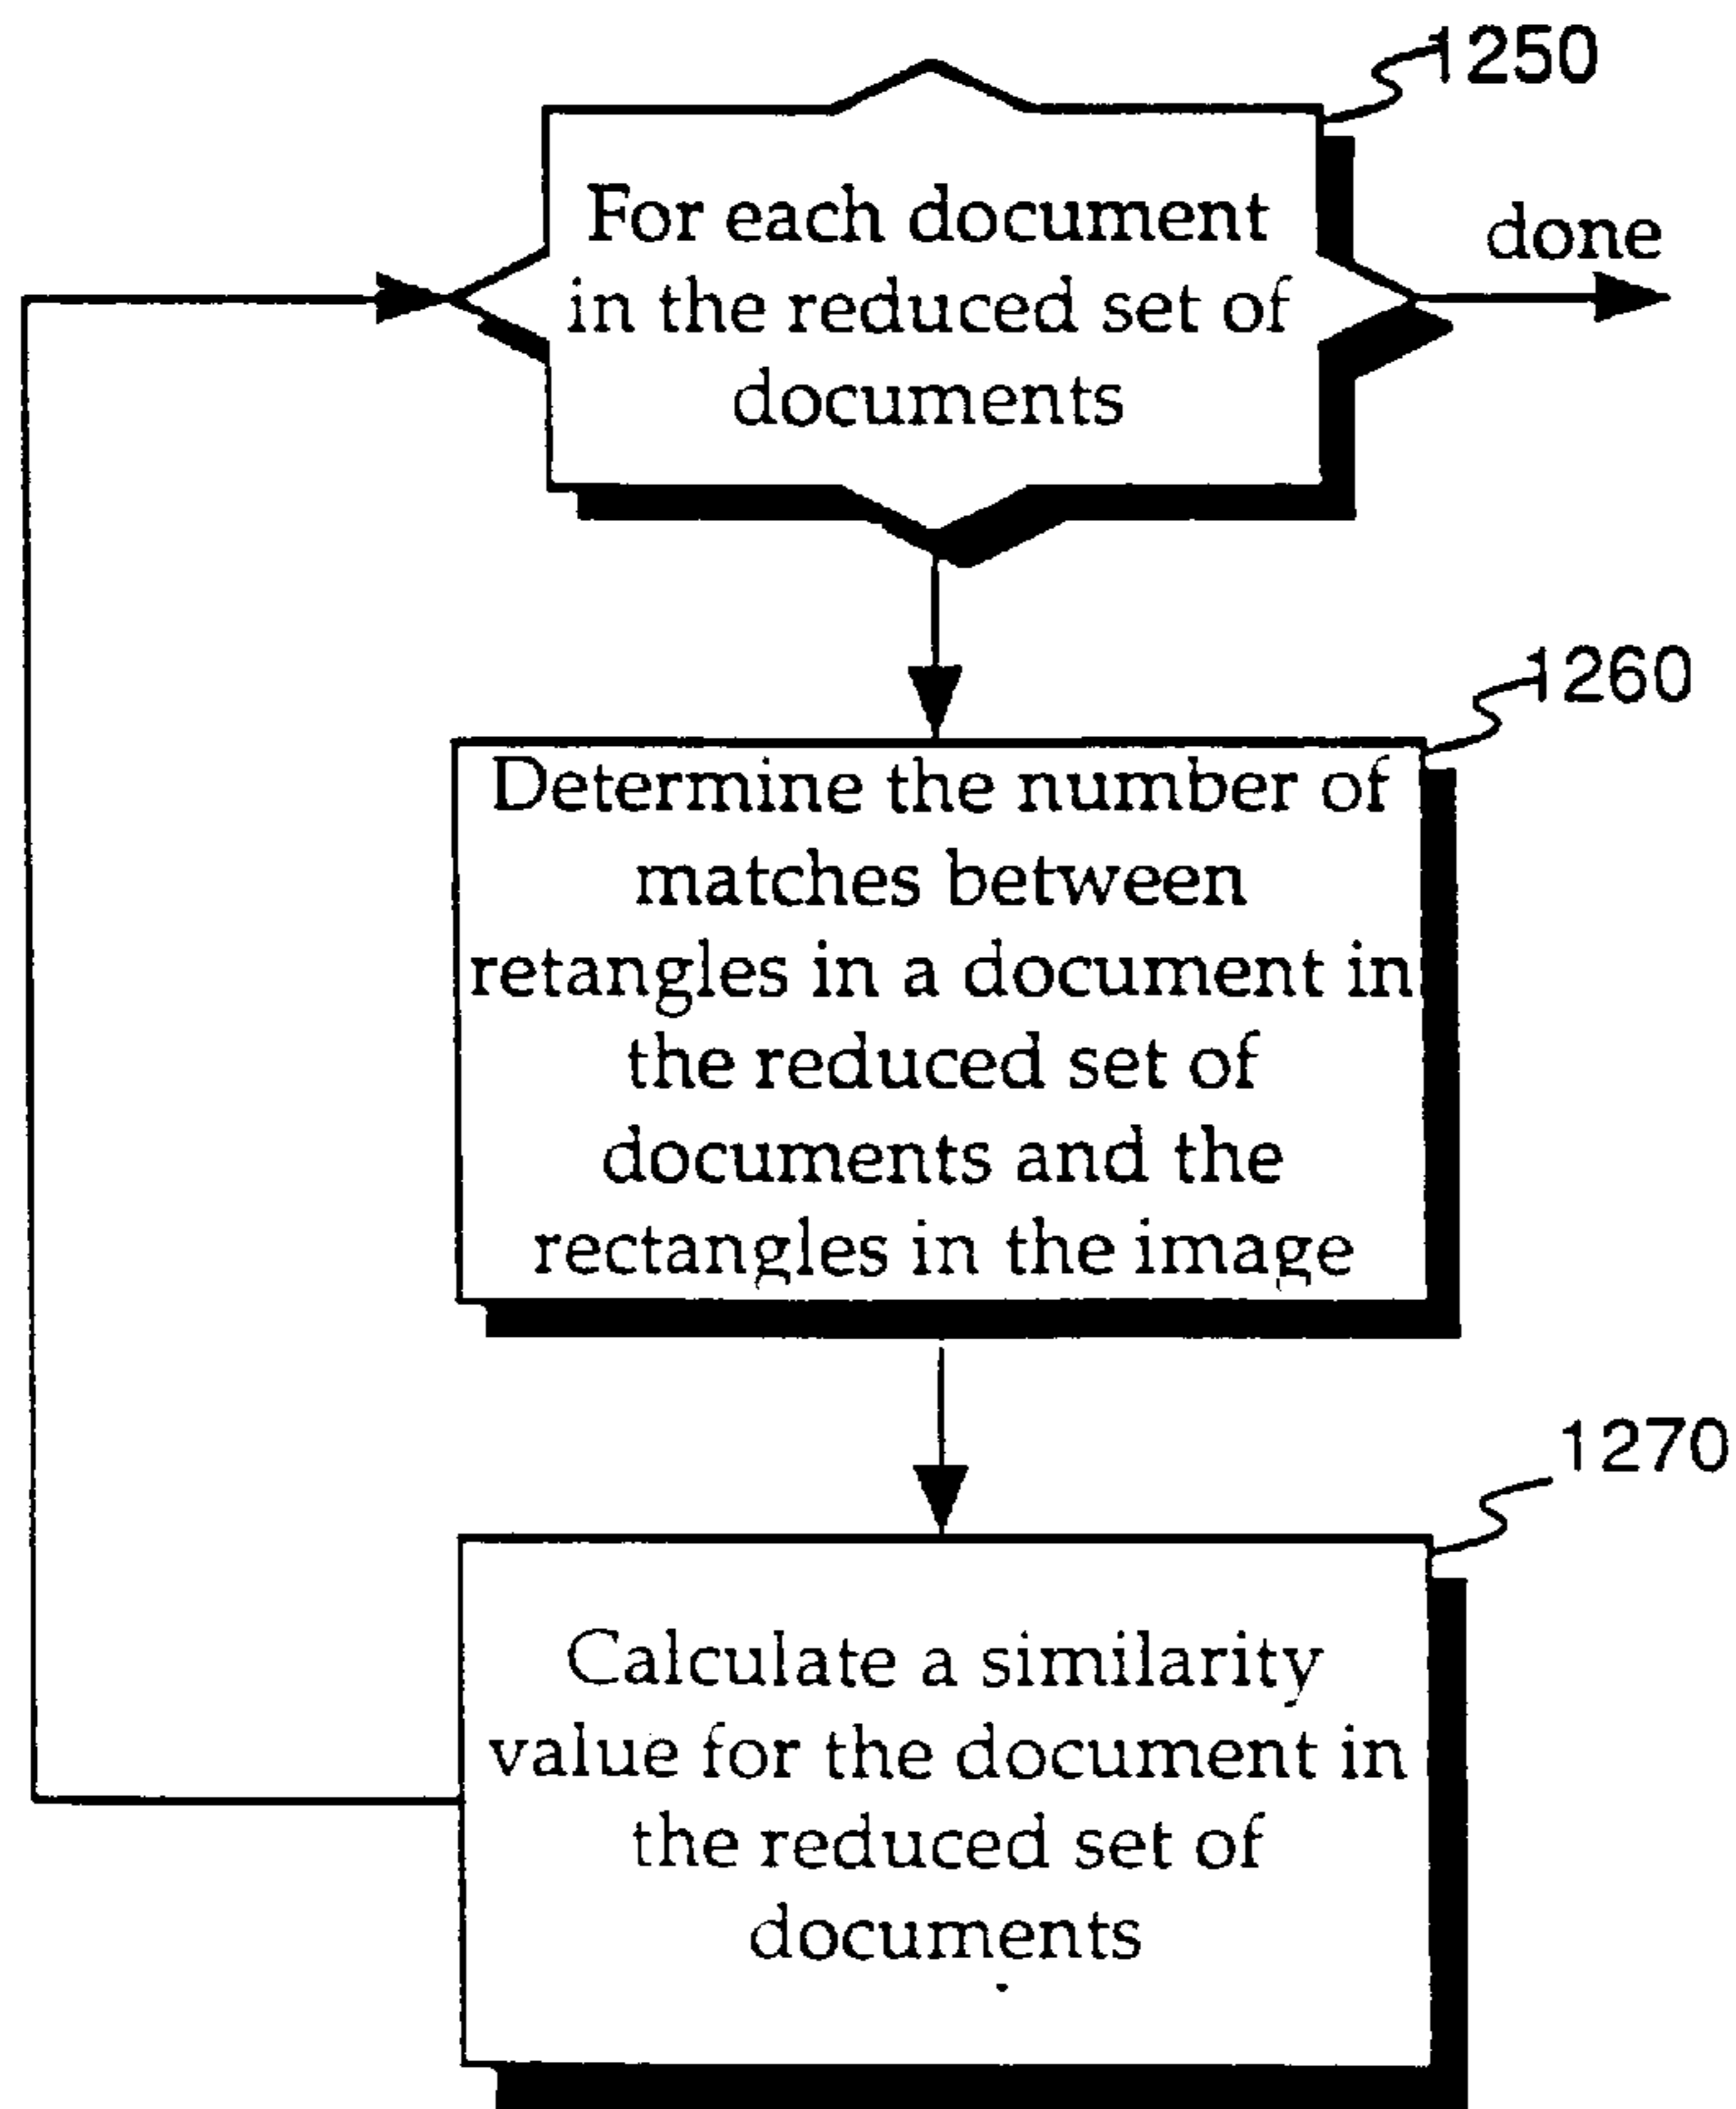 1250
For each document
in the reduced set of
documents
done
1260
Determine the number of
matches between
retangles in a document in
the reduced set of
documents and the
rectangles in the image
1270
Calculate a similarity
value for the document in
the reduced set of
documents